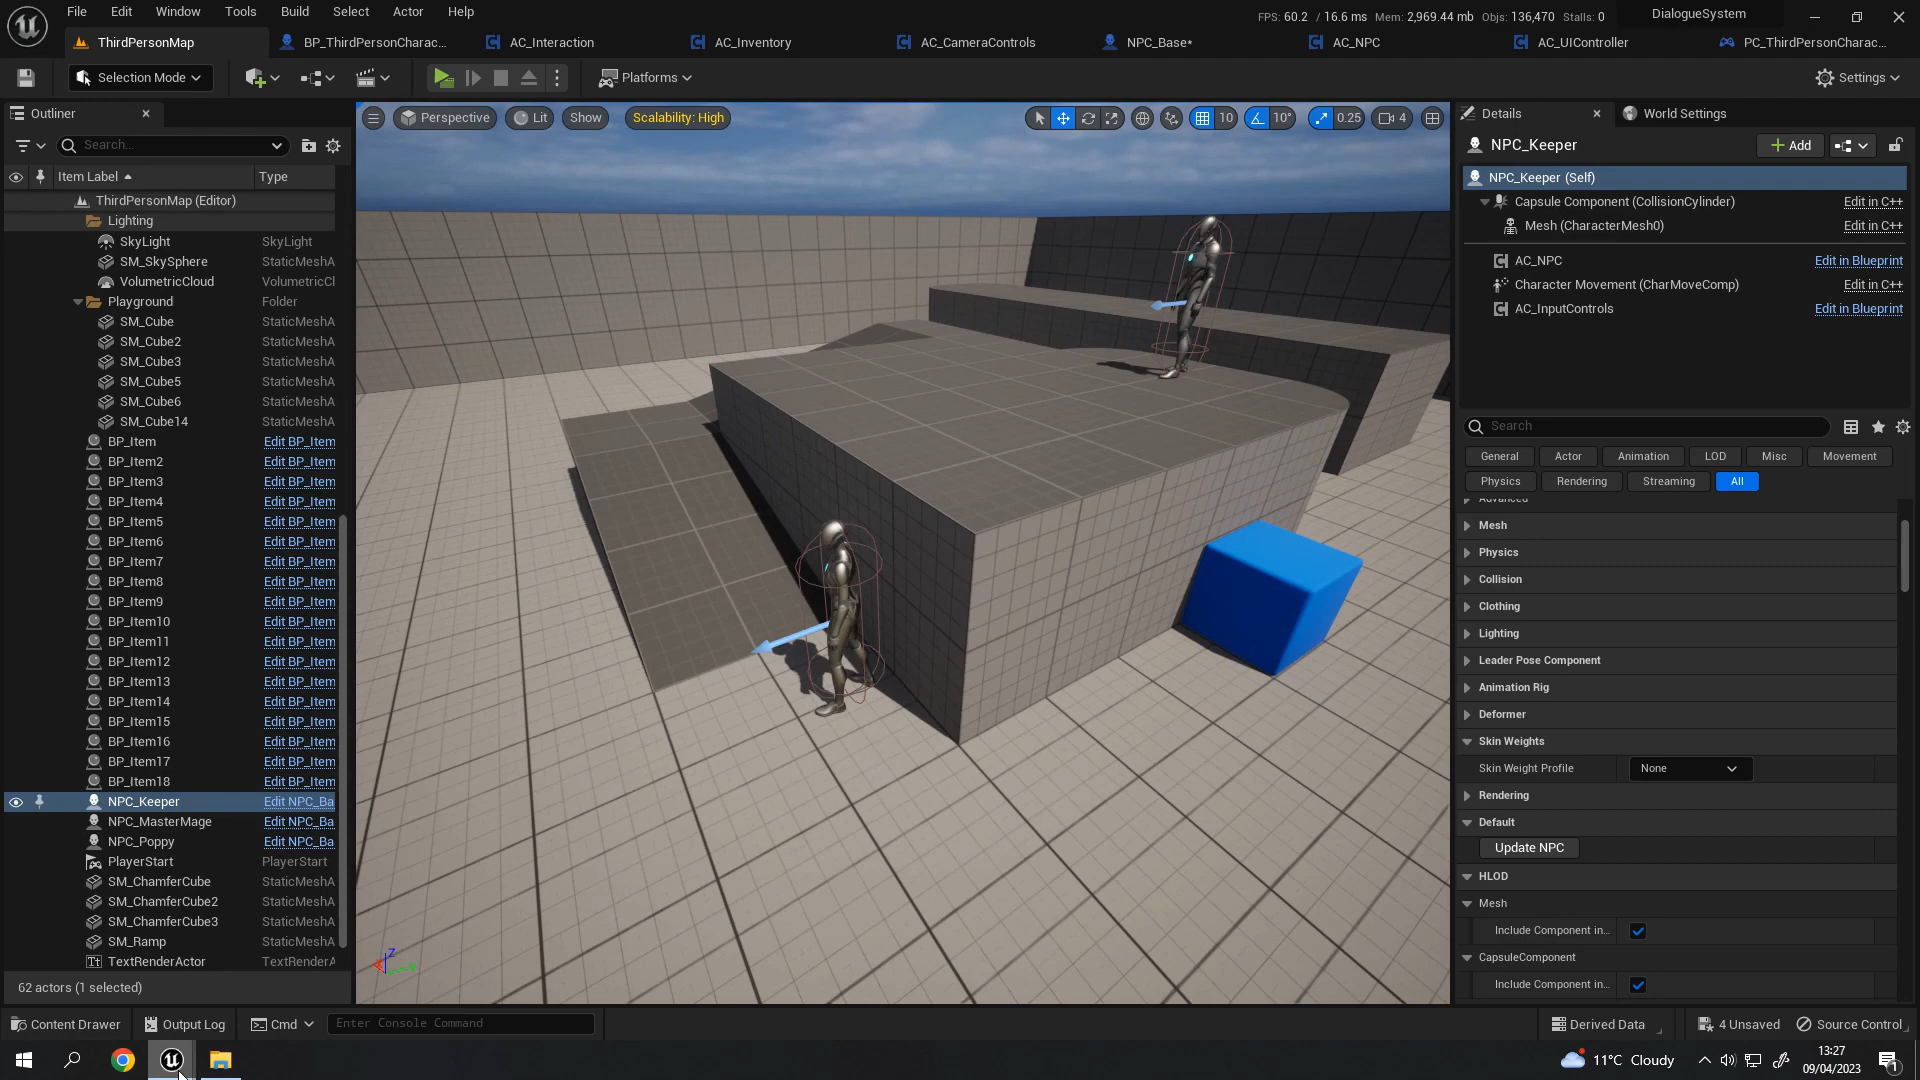 File Edit Window Tools Build Select Actor Help
FPS: 60.2 / 16.6 ms Mem: 2,969.44 mb Objs: 136,470 Stalls: 0
DialogueSystem
ThirdPersonMap
BP_ThirdPersonCharac...
AC_Interaction
AC_Inventory
AC_CameraControls
NPC_Base*
AC_NPC
AC_UIController
PC_ThirdPersonCharac...
Selection Mode
Platforms
Settings
Outliner
Search...
Item Label Type
ThirdPersonMap (Editor)
Lighting
SkyLight SkyLight
SM_SkySphere StaticMeshA
VolumetricCloud VolumetricCl
Playground Folder
SM_Cube StaticMeshA
SM_Cube2 StaticMeshA
SM_Cube3 StaticMeshA
SM_Cube5 StaticMeshA
SM_Cube6 StaticMeshA
SM_Cube14 StaticMeshA
BP_Item Edit BP_Item
BP_Item2 Edit BP_Item
BP_Item3 Edit BP_Item
BP_Item4 Edit BP_Item
BP_Item5 Edit BP_Item
BP_Item6 Edit BP_Item
BP_Item7 Edit BP_Item
BP_Item8 Edit BP_Item
BP_Item9 Edit BP_Item
BP_Item10 Edit BP_Item
BP_Item11 Edit BP_Item
BP_Item12 Edit BP_Item
BP_Item13 Edit BP_Item
BP_Item14 Edit BP_Item
BP_Item15 Edit BP_Item
BP_Item16 Edit BP_Item
BP_Item17 Edit BP_Item
BP_Item18 Edit BP_Item
NPC_Keeper Edit NPC_Ba
NPC_MasterMage Edit NPC_Ba
NPC_Poppy Edit NPC_Ba
PlayerStart PlayerStart
SM_ChamferCube StaticMeshA
SM_ChamferCube2 StaticMeshA
SM_ChamferCube3 StaticMeshA
SM_Ramp StaticMeshA
TextRenderActor TextRenderA
62 actors (1 selected)
Perspective Lit Show Scalability: High
10 10° 0.25 4
Z
Details World Settings
NPC_Keeper
Add
NPC_Keeper (Self)
Capsule Component (CollisionCylinder) Edit in C++
Mesh (CharacterMesh0) Edit in C++
AC_NPC Edit in Blueprint
Character Movement (CharMoveComp) Edit in C++
AC_InputControls Edit in Blueprint
Search
General Actor Animation LOD Misc Movement
Physics Rendering Streaming All
Advanced
Mesh
Physics
Collision
Clothing
Lighting
Leader Pose Component
Animation Rig
Deformer
Skin Weights
Skin Weight Profile None
Rendering
Default
Update NPC
HLOD
Mesh
Include Component in...
CapsuleComponent
Include Component in...
Content Drawer Output Log Cmd Enter Console Command
Derived Data 4 Unsaved Source Control
11°C Cloudy
13:27
09/04/2023
1